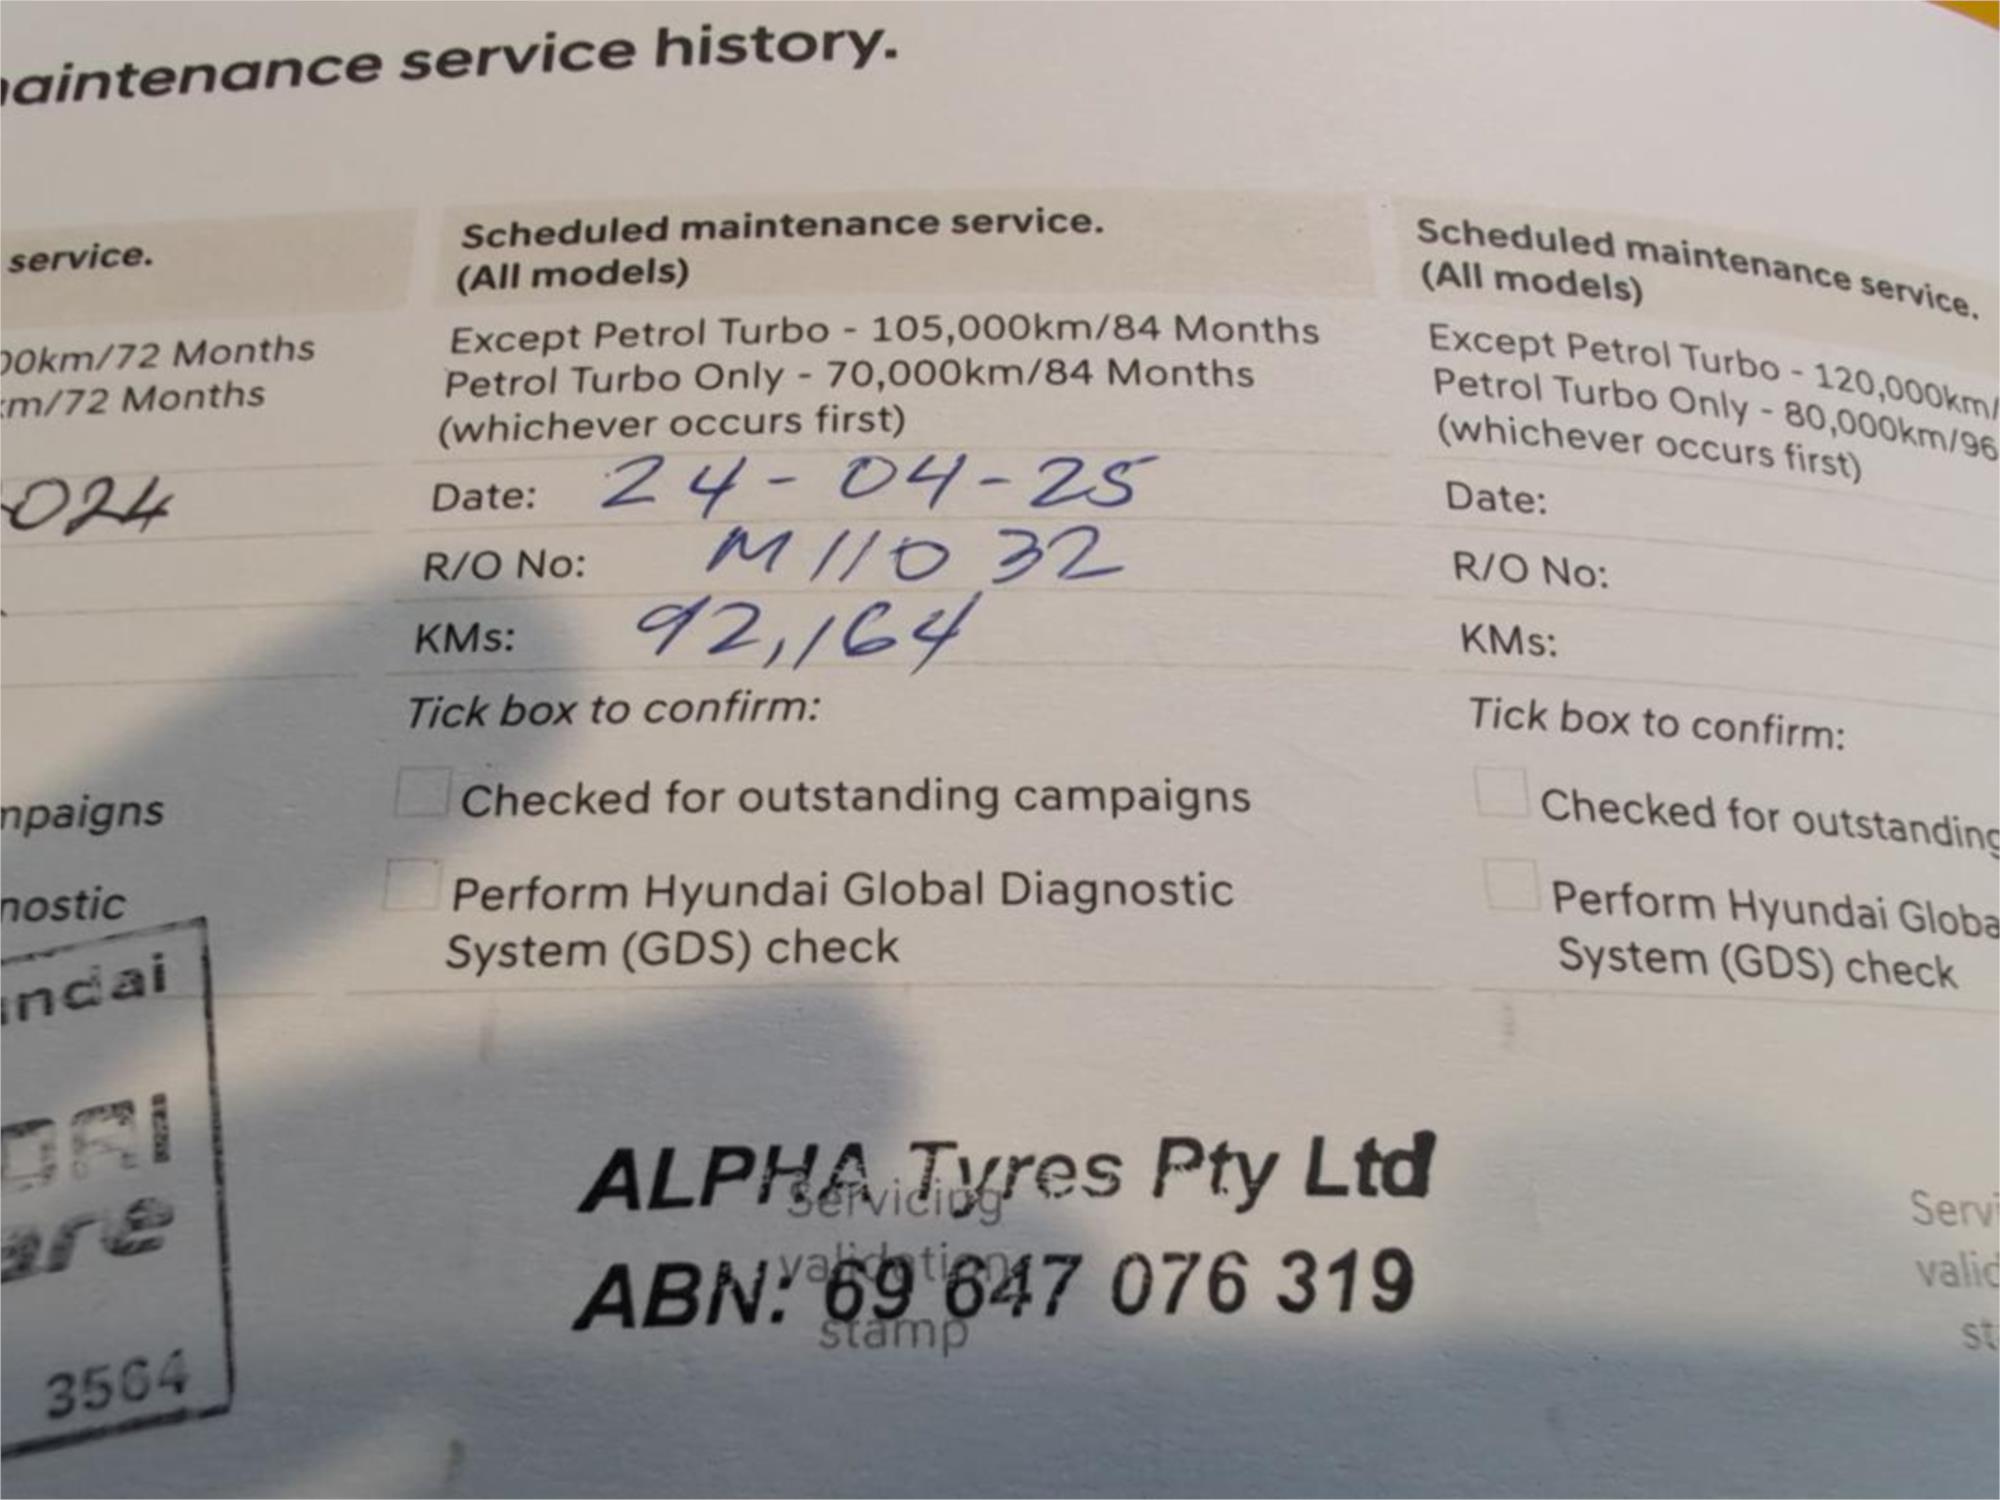 maintenance service history.
service.
00km/72 Months
km/72 Months
024
mpaigns
nostic
ndai
are
3564
Scheduled maintenance service.
(All models)
Except Petrol Turbo - 105,000km/84 Months
Petrol Turbo Only - 70,000km/84 Months
(whichever occurs first)
Date: 24-04-25
R/O No: M11032
KMs: 92,164
Tick box to confirm:
Checked for outstanding campaigns
Perform Hyundai Global Diagnostic
System (GDS) check
ALPHA Tyres Pty Ltd
Servicing
validation
ABN: 69 647 076 319
stamp
Scheduled maintenance service.
(All models)
Except Petrol Turbo - 120,000km/
Petrol Turbo Only - 80,000km/96
(whichever occurs first)
Date:
R/O No:
KMs:
Tick box to confirm:
Checked for outstanding
Perform Hyundai Globa
System (GDS) check
Servi
valid
st